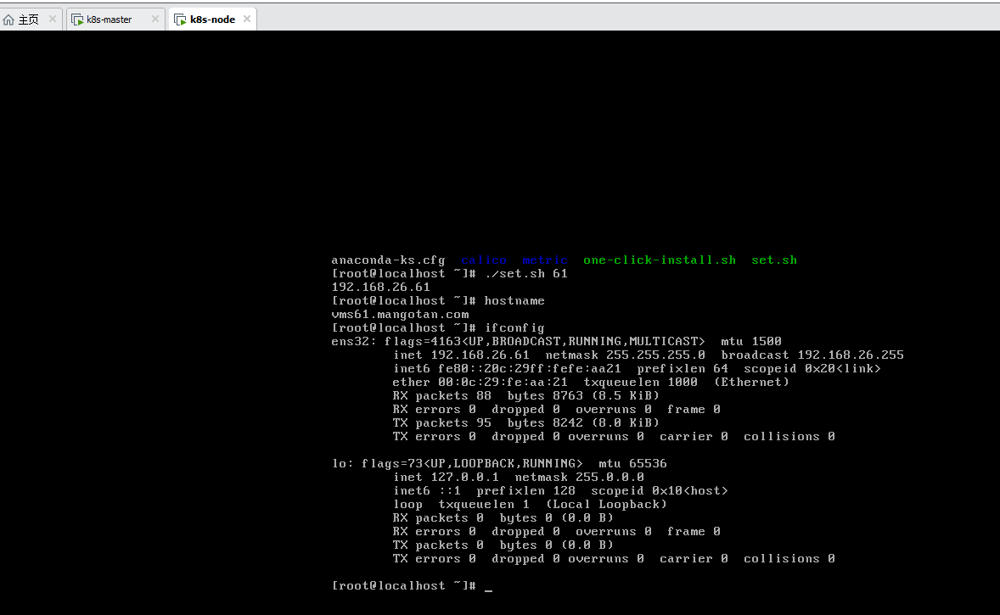 主页 k8s-master k8s-node
anaconda-ks.cfg calico metric one-click-install.sh set.sh
[root@localhost ~]# ./set.sh 61
192.168.26.61
[root@localhost ~]# hostname
vms61.mangotan.com
[root@localhost ~]# ifconfig
ens32: flags=4163<UP,BROADCAST,RUNNING,MULTICAST> mtu 1500
inet 192.168.26.61 netmask 255.255.255.0 broadcast 192.168.26.255
inet6 fe80::20c:29ff:fefe:aa21 prefixlen 64 scopeid 0x20<link>
ether 00:0c:29:fe:aa:21 txqueuelen 1000 (Ethernet)
RX packets 88 bytes 8763 (8.5 KiB)
RX errors 0 dropped 0 overruns 0 frame 0
TX packets 95 bytes 8242 (8.0 KiB)
TX errors 0 dropped 0 overruns 0 carrier 0 collisions 0
lo: flags=73<UP,LOOPBACK,RUNNING> mtu 65536
inet 127.0.0.1 netmask 255.0.0.0
inet6 ::1 prefixlen 128 scopeid 0x10<host>
loop txqueuelen 1 (Local Loopback)
RX packets 0 bytes 0 (0.0 B)
RX errors 0 dropped 0 overruns 0 frame 0
TX packets 0 bytes 0 (0.0 B)
TX errors 0 dropped 0 overruns 0 carrier 0 collisions 0
[root@localhost ~]# _